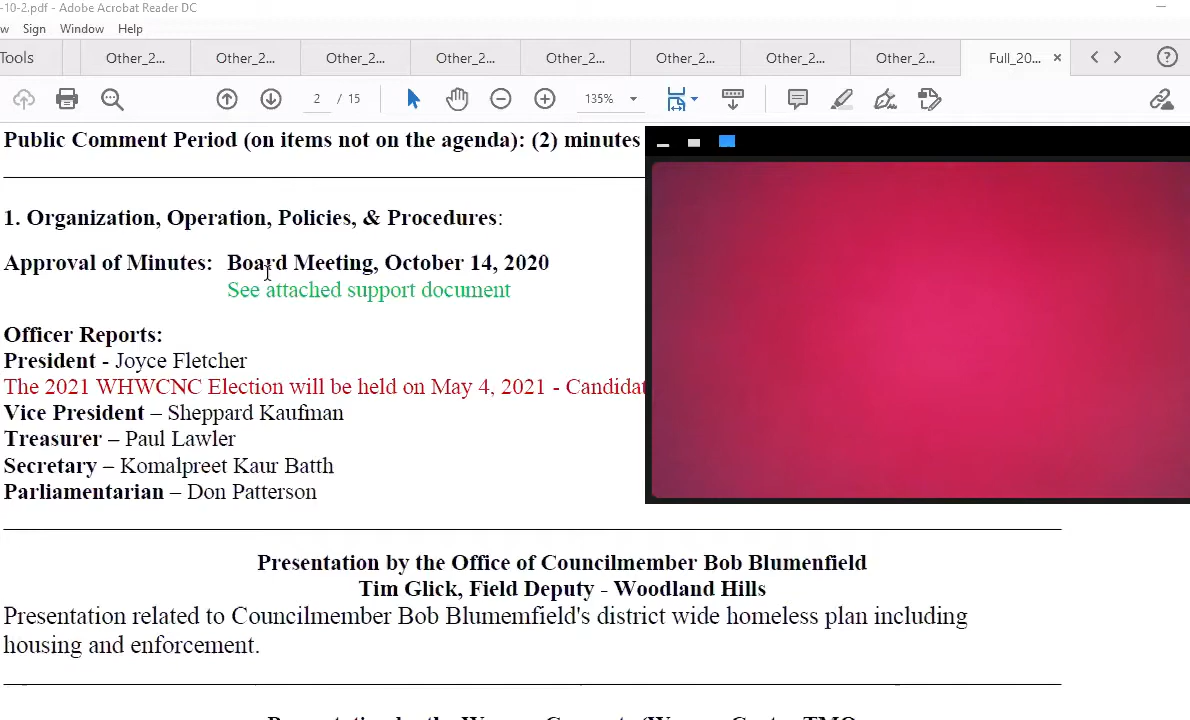 -10-2.pdf - Adobe Acrobat Reader DC
w Sign Window Help
Tools Other_2... Other_2... Other_2... Other_2... Other_2... Other_2... Other_2... Other_2... Full_20... ×
2 / 15 135%
Public Comment Period (on items not on the agenda): (2) minutes
1. Organization, Operation, Policies, & Procedures:
Approval of Minutes: Board Meeting, October 14, 2020
See attached support document
Officer Reports:
President - Joyce Fletcher
The 2021 WHWCNC Election will be held on May 4, 2021 - Candidat
Vice President – Sheppard Kaufman
Treasurer – Paul Lawler
Secretary – Komalpreet Kaur Batth
Parliamentarian – Don Patterson
Presentation by the Office of Councilmember Bob Blumenfield
Tim Glick, Field Deputy - Woodland Hills
Presentation related to Councilmember Bob Blumemfield's district wide homeless plan including
housing and enforcement.